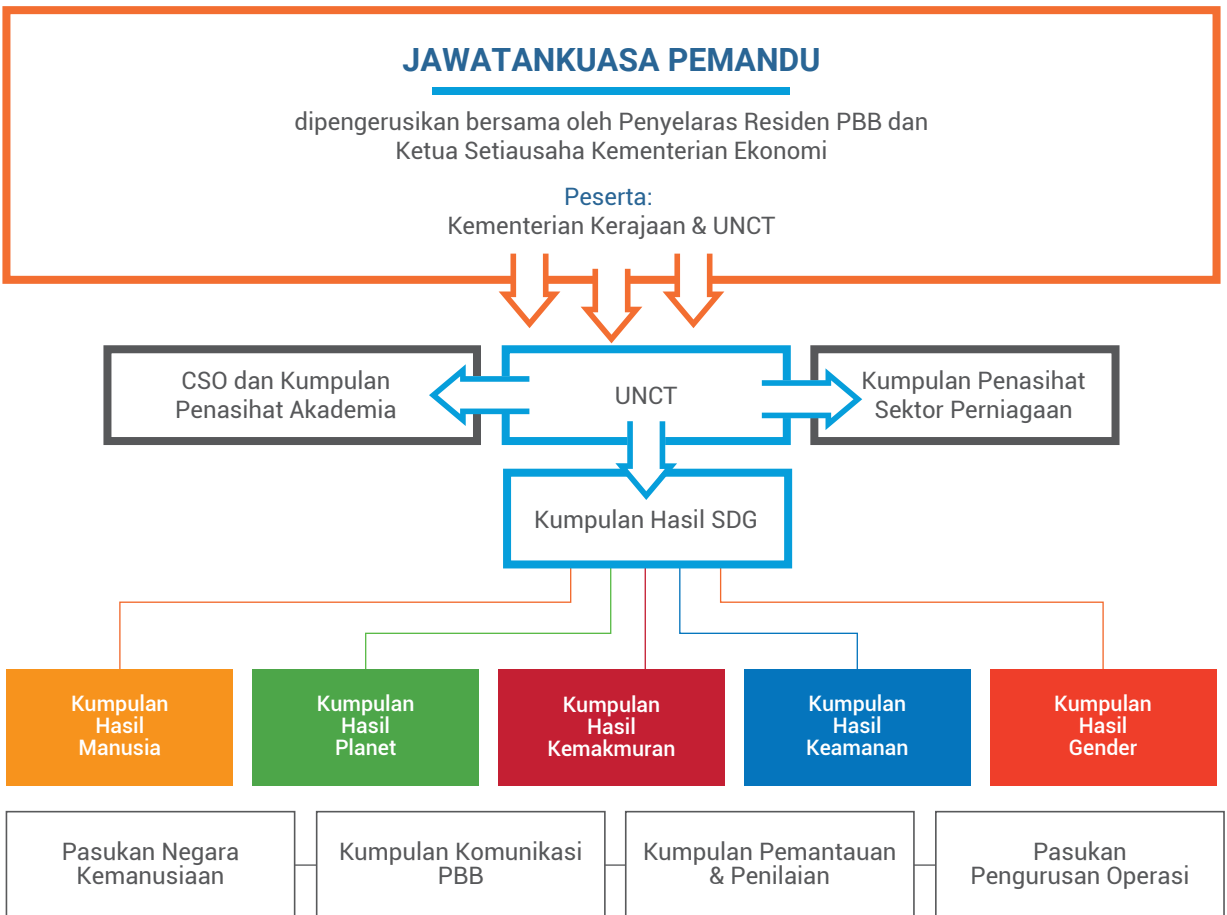 JAWATANKUASA PEMANDU
dipengerusikan bersama oleh Penyelaras Residen PBB dan
Ketua Setiausaha Kementerian Ekonomi
Peserta:
Kementerian Kerajaan & UNCT
CSO dan Kumpulan
Penasihat Akademia
UNCT
Kumpulan Penasihat
Sektor Perniagaan
Kumpulan Hasil SDG
Kumpulan
Hasil
Manusia
Kumpulan
Hasil
Planet
Kumpulan
Hasil
Kemakmuran
Kumpulan
Hasil
Keamanan
Kumpulan
Hasil
Gender
Pasukan Negara
Kemanusiaan
Kumpulan Komunikasi
PBB
Kumpulan Pemantauan
& Penilaian
Pasukan
Pengurusan Operasi